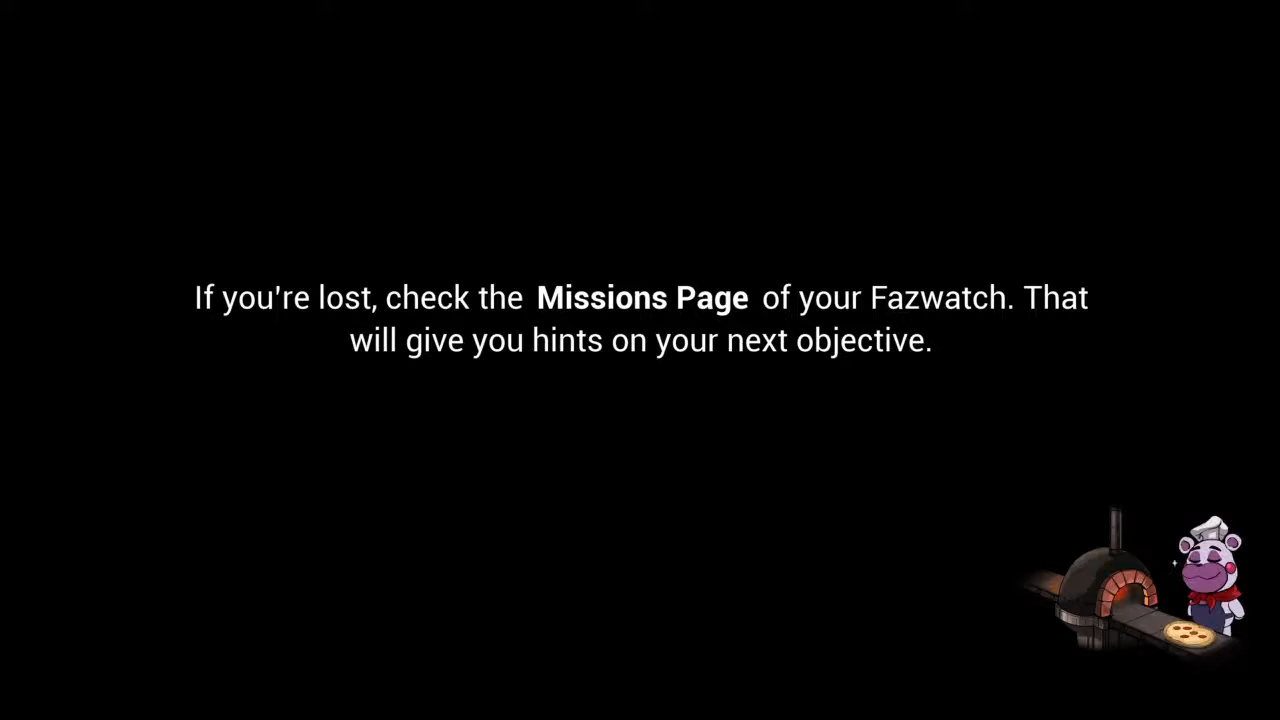 If you're lost, check the Missions Page of your Fazwatch. That
will give you hints on your next objective.